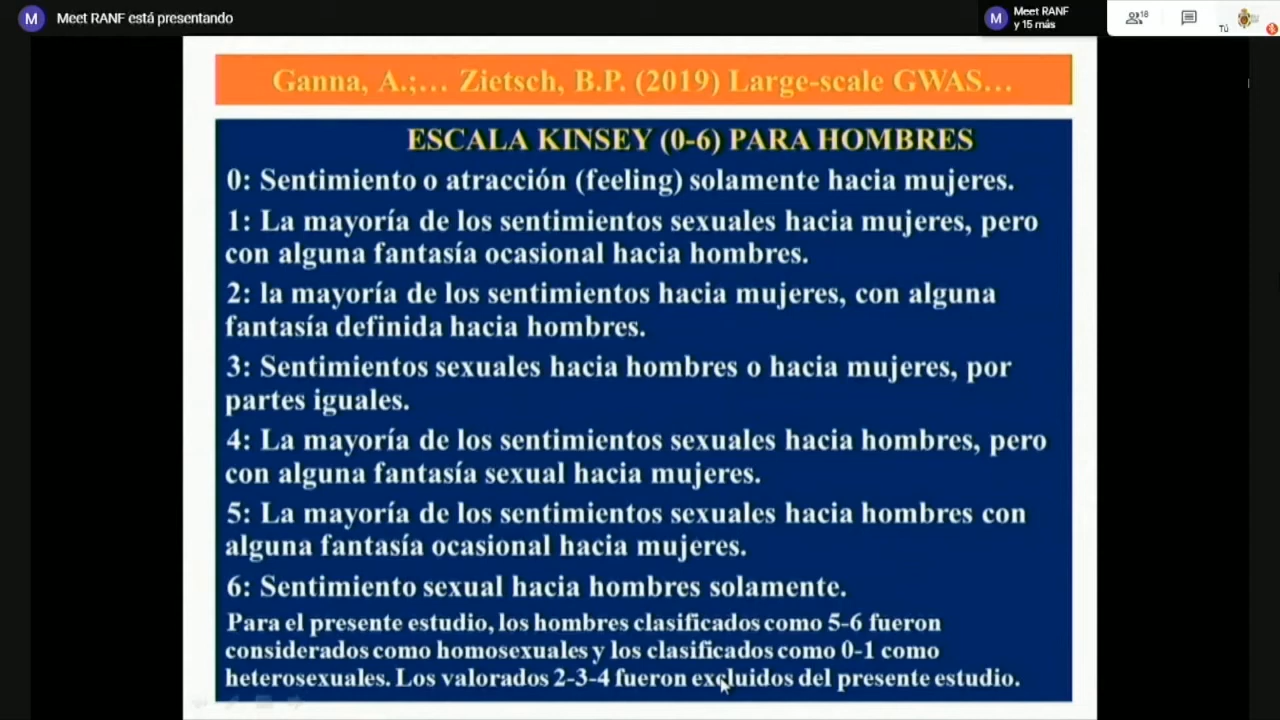 M Meet RANF está presentando
M Meet RANF
y 15 más
18
Tú
Ganna, A.;… Zietsch, B.P. (2019) Large-scale GWAS…
ESCALA KINSEY (0-6) PARA HOMBRES
0: Sentimiento o atracción (feeling) solamente hacia mujeres.
1: La mayoría de los sentimientos sexuales hacia mujeres, pero
con alguna fantasía ocasional hacia hombres.
2: la mayoría de los sentimientos hacia mujeres, con alguna
fantasía definida hacia hombres.
3: Sentimientos sexuales hacia hombres o hacia mujeres, por
partes iguales.
4: La mayoría de los sentimientos sexuales hacia hombres, pero
con alguna fantasía sexual hacia mujeres.
5: La mayoría de los sentimientos sexuales hacia hombres con
alguna fantasía ocasional hacia mujeres.
6: Sentimiento sexual hacia hombres solamente.
Para el presente estudio, los hombres clasificados como 5-6 fueron
considerados como homosexuales y los clasificados como 0-1 como
heterosexuales. Los valorados 2-3-4 fueron excluidos del presente estudio.